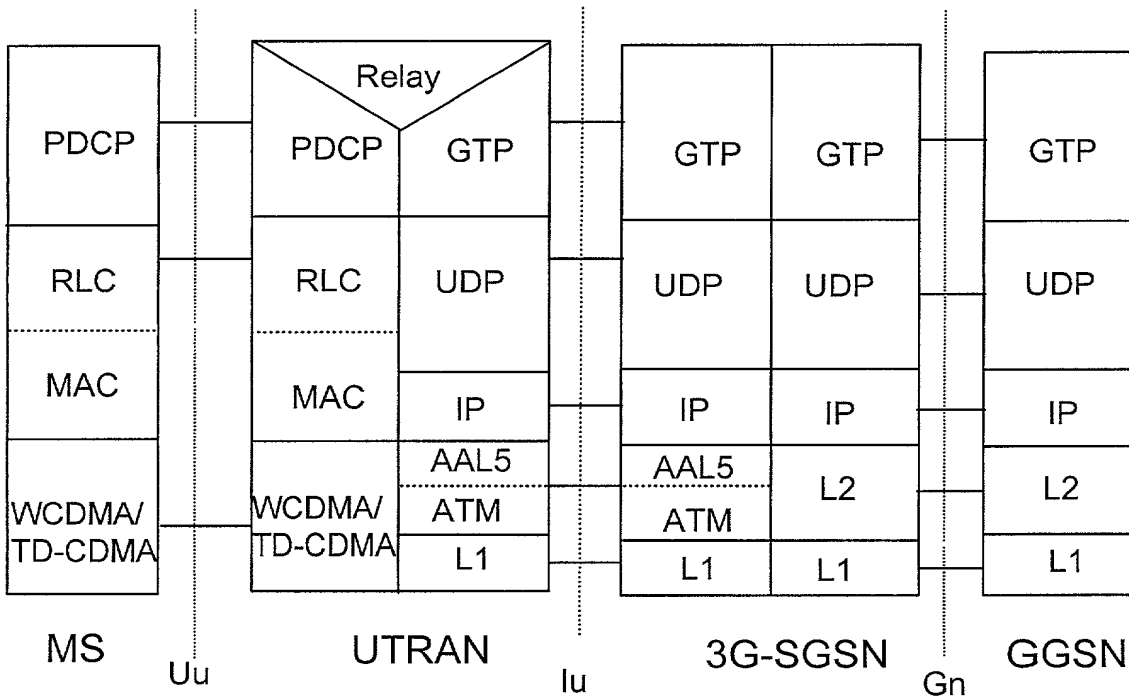 Relay
PDCP
PDCP
GTP
GTP
GTP
GTP
RLC
RLC
UDP
UDP
UDP
UDP
MAC
MAC
IP
IP
IP
IP
AAL5
AAL5
L2
L2
ATM
ATM
WCDMA/
TD-CDMA
WCDMA/
TD-CDMA
L1
L1
L1
L1
MS
UTRAN
3G-SGSN
GGSN
Uu
Iu
Gn